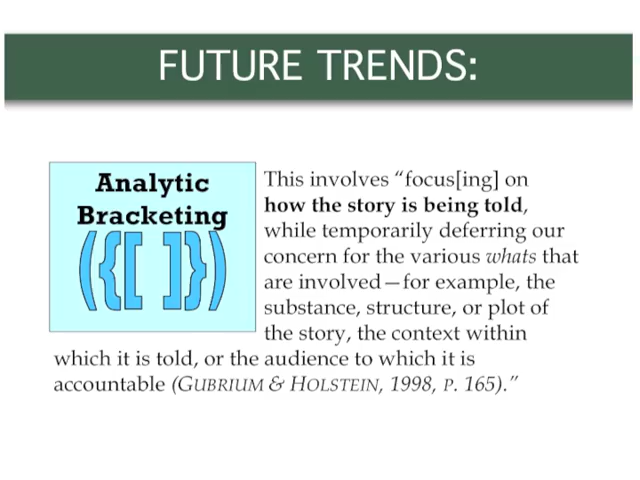 FUTURE TRENDS:
Analytic
Bracketing
({[ ]})
This involves “focus[ing] on
how the story is being told,
while temporarily deferring our
concern for the various whats that
are involved—for example, the
substance, structure, or plot of
the story, the context within
which it is told, or the audience to which it is
accountable (GUBRIUM & HOLSTEIN, 1998, P. 165).”